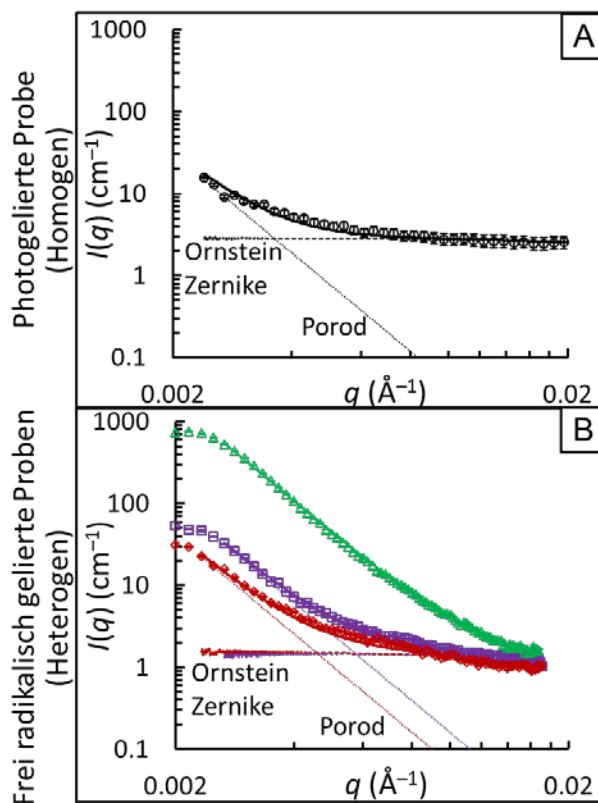 Photogelierte Probe
(Homogen)
A
I(q) (cm⁻¹)
1000
100
10
1
0.1
Ornstein
Zernike
Porod
0.002
q (Å⁻¹)
0.02
Frei radikalisch gelierte Proben
(Heterogen)
B
I(q) (cm⁻¹)
1000
100
10
1
0.1
Ornstein
Zernike
Porod
0.002
q (Å⁻¹)
0.02